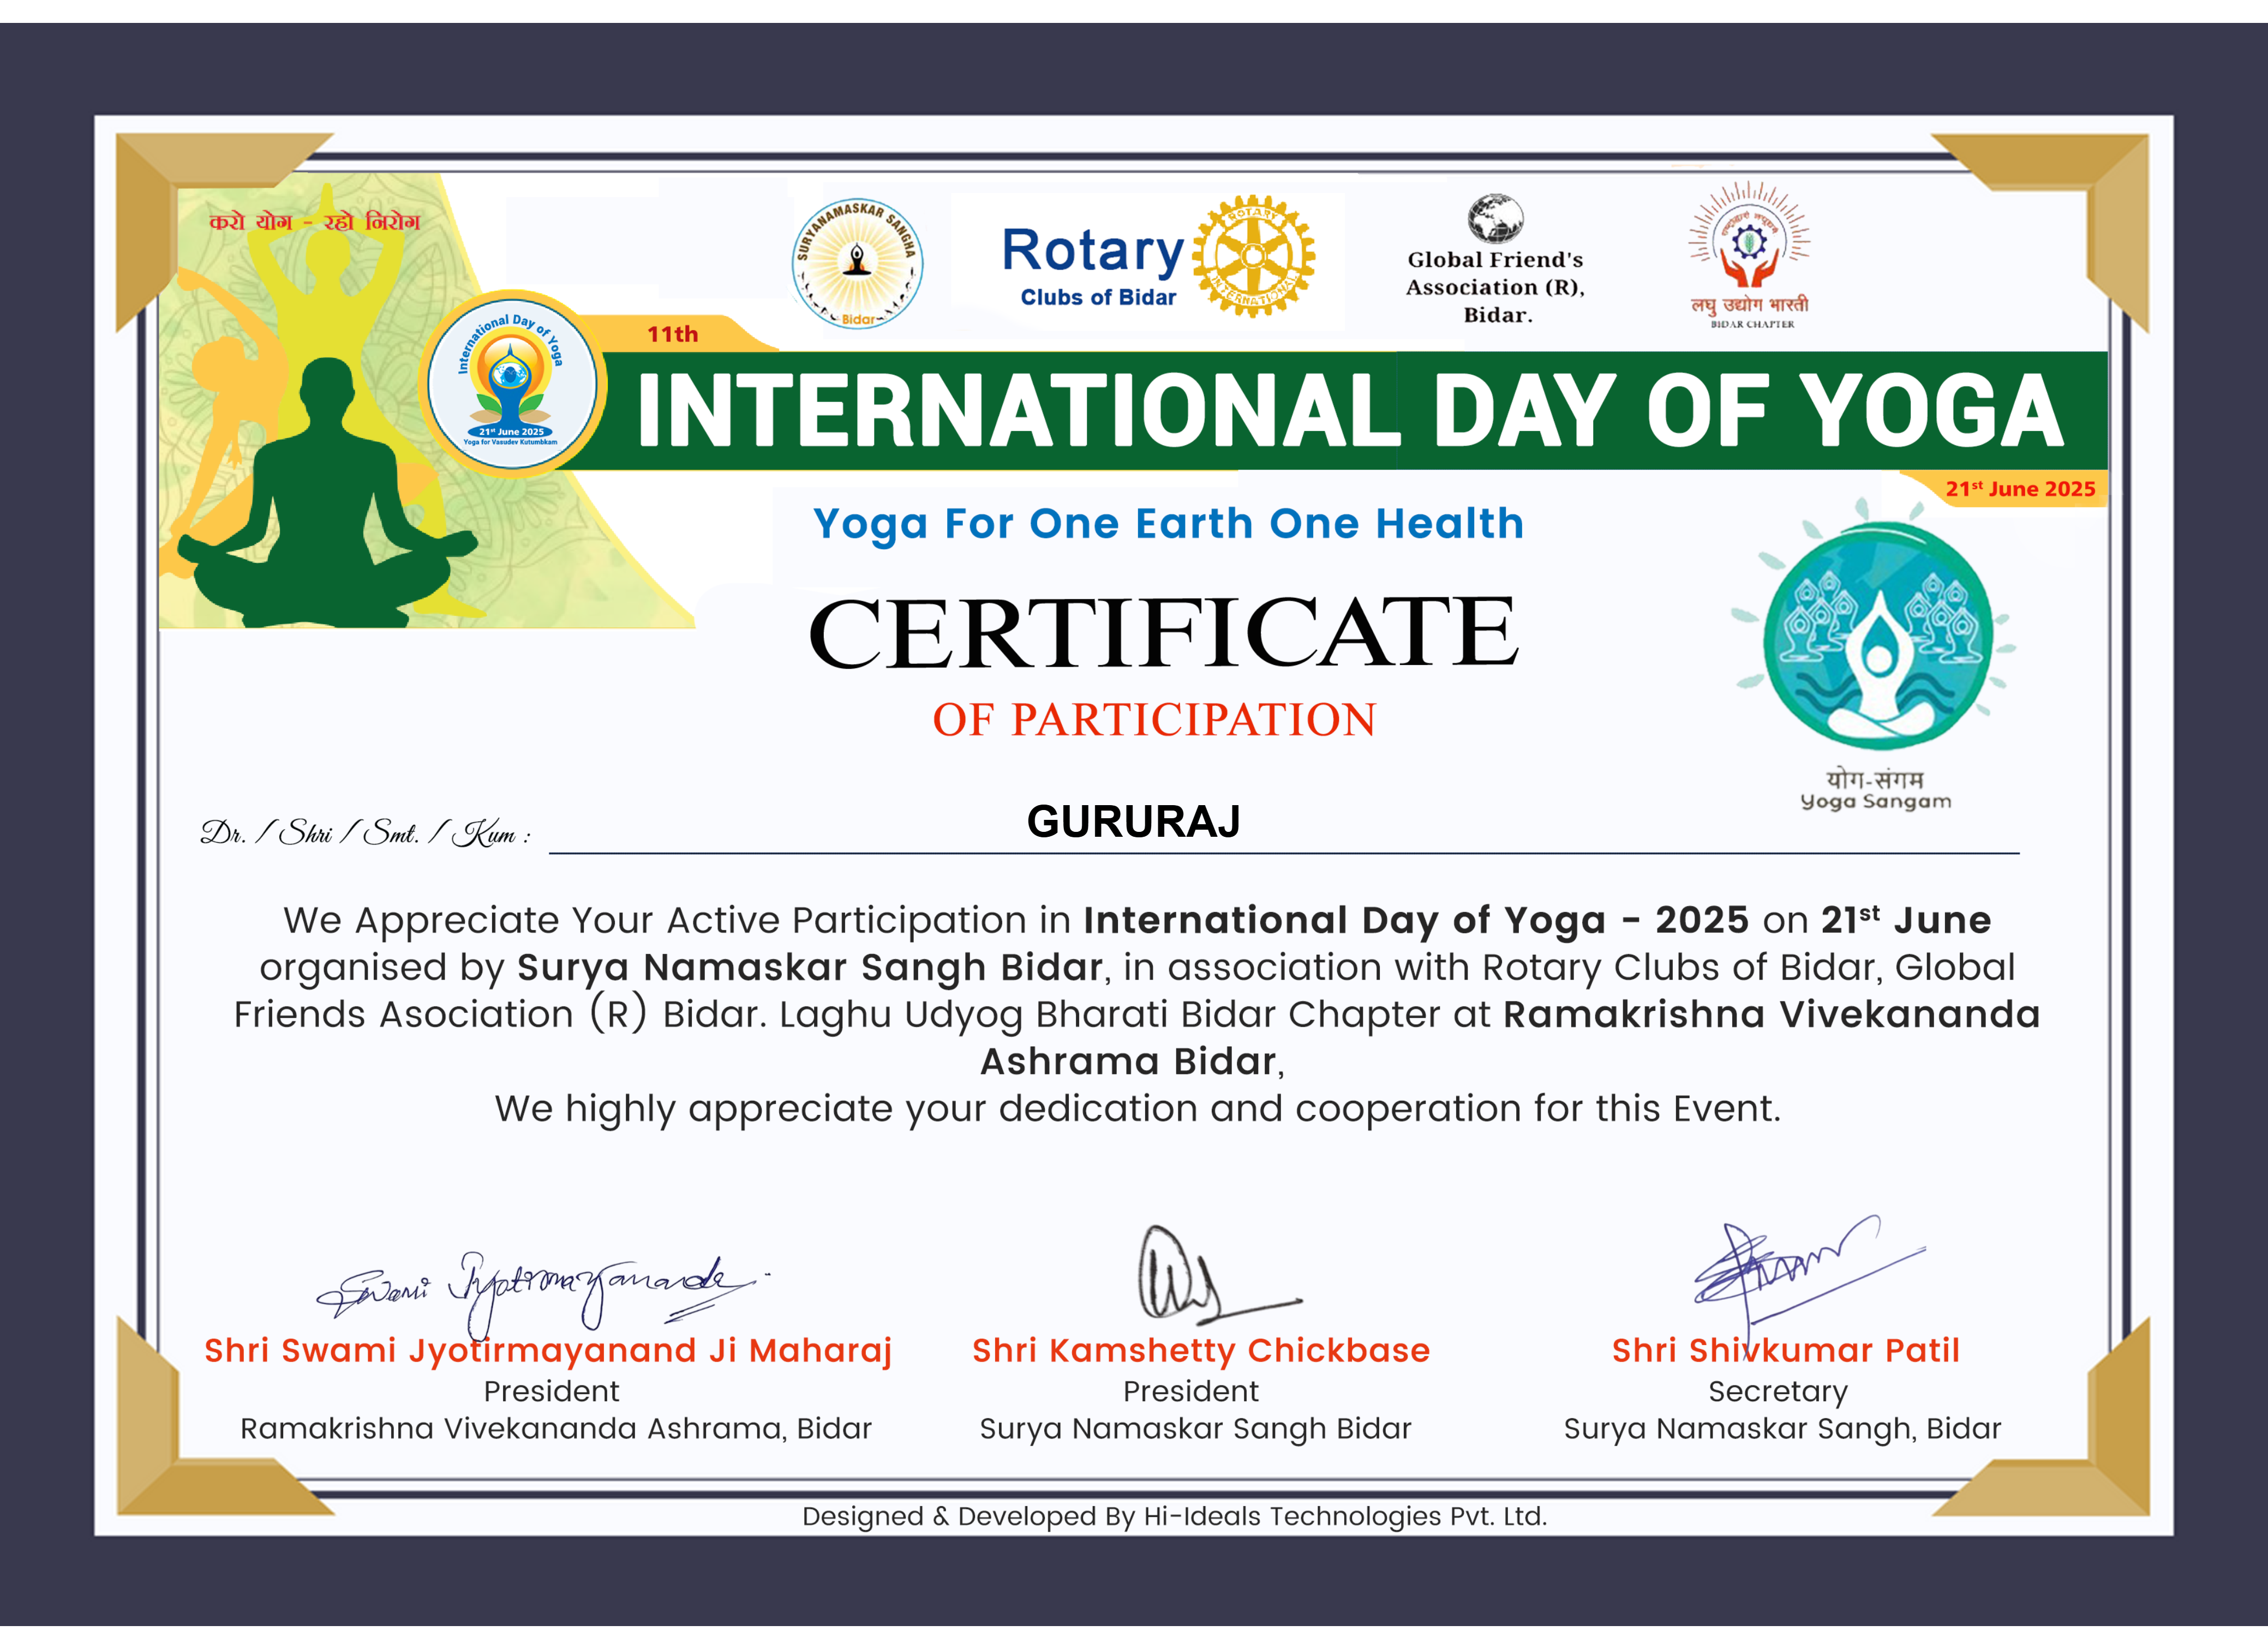 करो योग - रहो निरोग
SURYANAMASKAR SANGHA
Bidar
Rotary
Clubs of Bidar
ROTARY
INTERNATIONAL
Global Friend's
Association (R),
Bidar.
लघु उद्योग भारती
BIDAR CHAPTER
International Day of Yoga
21st June 2025
Yoga for Vasudev Kutumbkam
11th
INTERNATIONAL DAY OF YOGA
21st June 2025
Yoga For One Earth One Health
CERTIFICATE
OF PARTICIPATION
योग-संगम
Yoga Sangam
Dr. / Shri / Smt. / Kum : GURURAJ
We Appreciate Your Active Participation in International Day of Yoga - 2025 on 21st June
organised by Surya Namaskar Sangh Bidar, in association with Rotary Clubs of Bidar, Global
Friends Asociation (R) Bidar. Laghu Udyog Bharati Bidar Chapter at Ramakrishna Vivekananda
Ashrama Bidar,
We highly appreciate your dedication and cooperation for this Event.
Swami Jyotirmayananda
Shri Swami Jyotirmayanand Ji Maharaj
President
Ramakrishna Vivekananda Ashrama, Bidar
Shri Kamshetty Chickbase
President
Surya Namaskar Sangh Bidar
Shri Shivkumar Patil
Secretary
Surya Namaskar Sangh, Bidar
Designed & Developed By Hi-Ideals Technologies Pvt. Ltd.